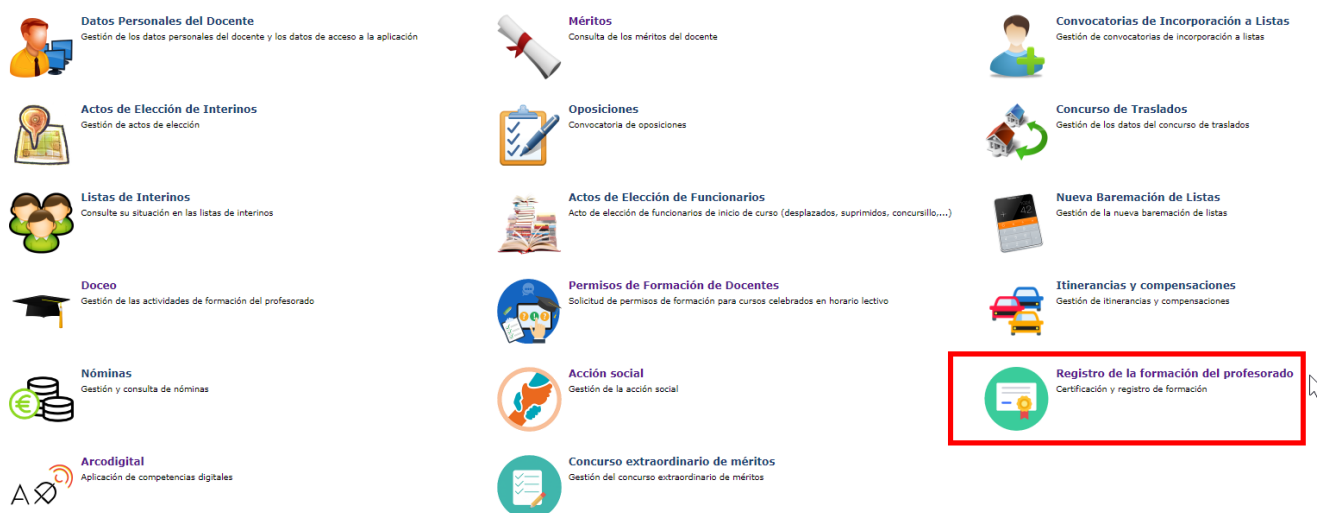 Datos Personales del Docente
Gestión de los datos personales del docente y los datos de acceso a la aplicación
Méritos
Consulta de los méritos del docente
Convocatorias de Incorporación a Listas
Gestión de convocatorias de incorporación a listas
Actos de Elección de Interinos
Gestión de actos de elección
Oposiciones
Convocatoria de oposiciones
Concurso de Traslados
Gestión de los datos del concurso de traslados
Listas de Interinos
Consulte su situación en las listas de interinos
Actos de Elección de Funcionarios
Acto de elección de funcionarios de inicio de curso (desplazados, suprimidos, concursillo,...)
Nueva Baremación de Listas
Gestión de la nueva baremación de listas
Doceo
Gestión de las actividades de formación del profesorado
Permisos de Formación de Docentes
Solicitud de permisos de formación para cursos celebrados en horario lectivo
Itinerancias y compensaciones
Gestión de itinerancias y compensaciones
Nóminas
Gestión y consulta de nóminas
Acción social
Gestión de la acción social
Registro de la formación del profesorado
Certificación y registro de formación
Arcodigital
Aplicación de competencias digitales
Concurso extraordinario de méritos
Gestión del concurso extraordinario de méritos